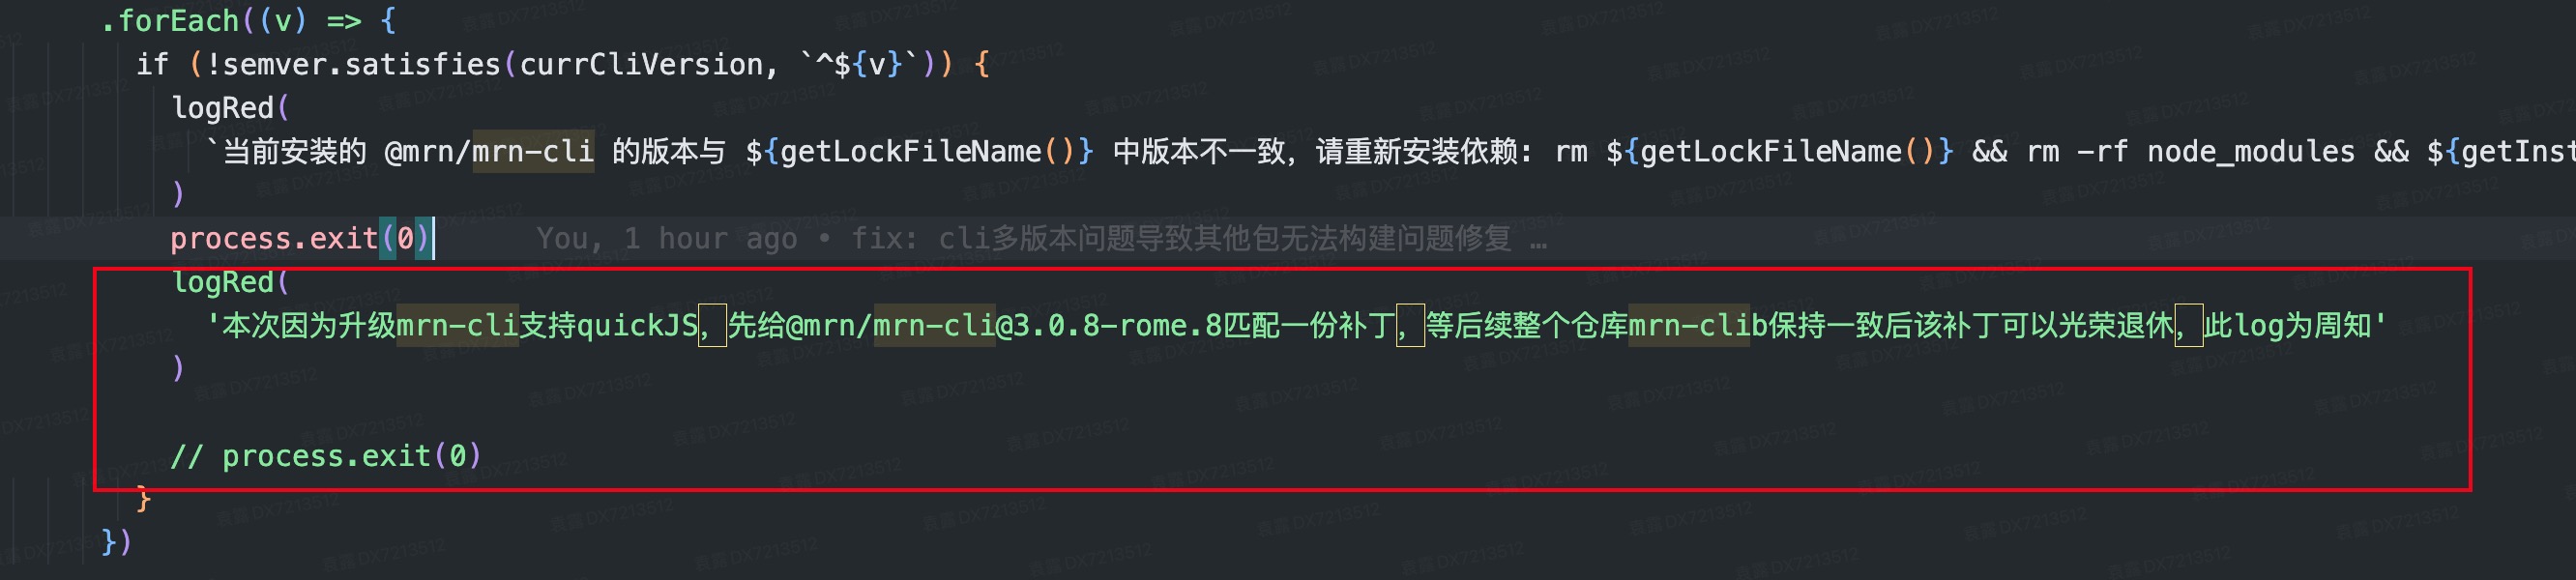 .forEach((v) => {
if (!semver.satisfies(currCliVersion, `^${v}`)) {
logRed(
`当前安装的 @mrn/mrn-cli 的版本与 ${getLockFileName()} 中版本不一致，请重新安装依赖: rm ${getLockFileName()} && rm -rf node_modules && ${getInst
)
process.exit(0) You, 1 hour ago • fix: cli多版本问题导致其他包无法构建问题修复 …
logRed(
'本次因为升级mrn-cli支持quickJS，先给@mrn/mrn-cli@3.0.8-rome.8匹配一份补丁，等后续整个仓库mrn-clib保持一致后该补丁可以光荣退休，此log为周知'
)
// process.exit(0)
}
})